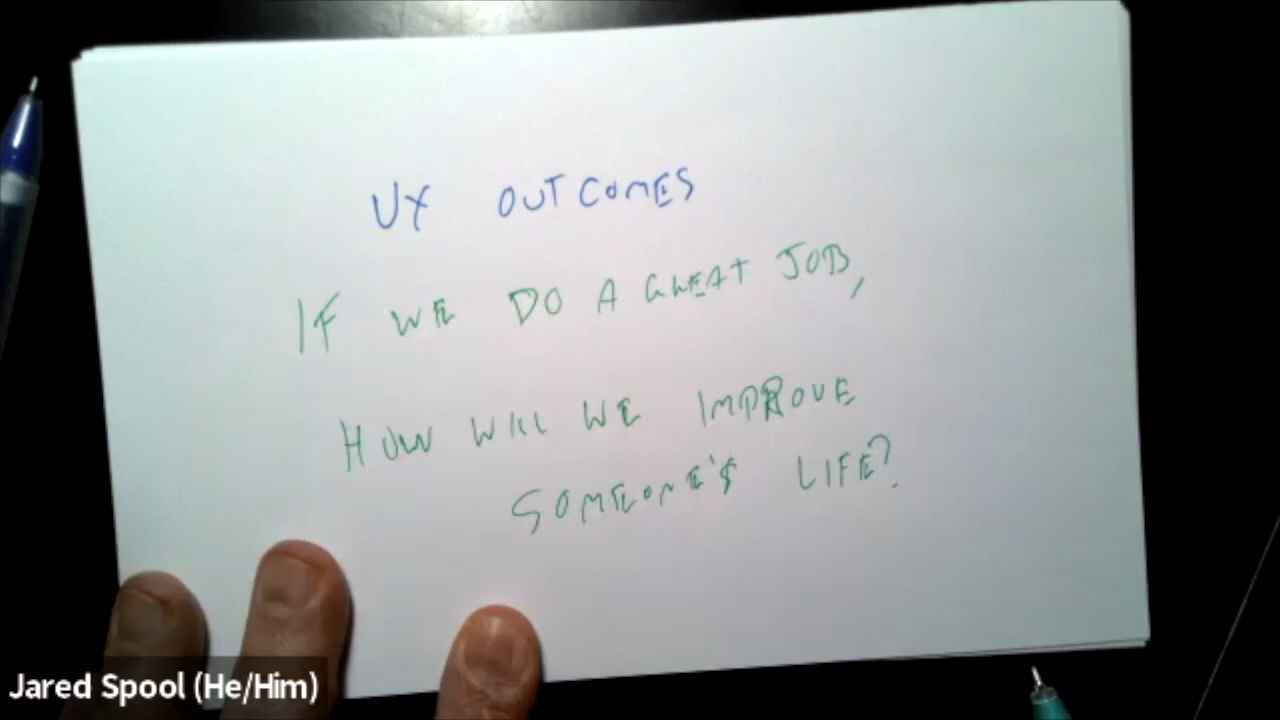 UX OUTCOMES
IF WE DO A GREAT JOB,
HOW WILL WE IMPROVE
SOMEONE'S LIFE?
Jared Spool (He/Him)